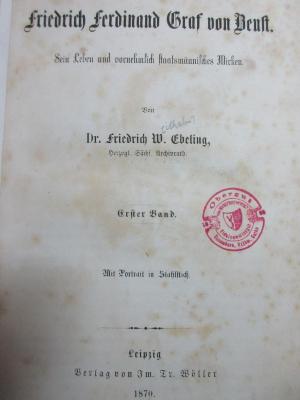 Friedrich Ferdinand Graf von Beust.
Sein Leben und vornehmlich staatsmännisches Wirken.
Von
Dr. Friedrich W. Ebeling,
Herzogl. Sächs. Archivrath.
Erster Band.
Mit Portrait in Stahlstich.
Leipzig
Verlag von Im. Tr. Wöller
1870.